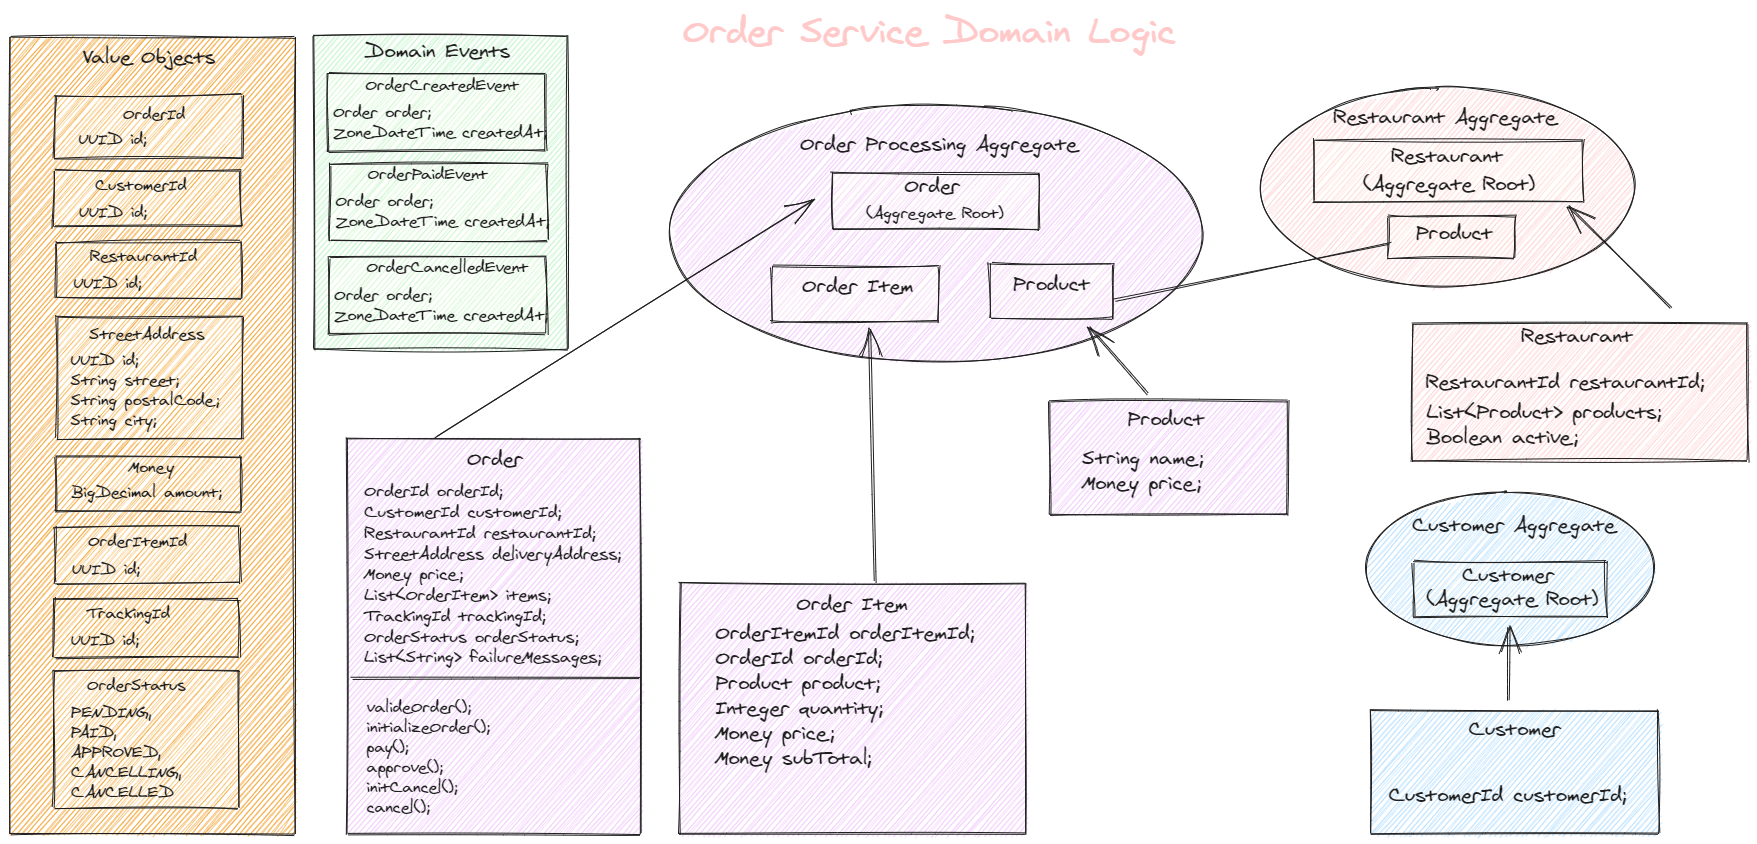 Order Service Domain Logic
Value Objects
OrderId
UUID id;
CustomerId
UUID id;
RestaurantId
UUID id;
StreetAddress
UUID id;
String street;
String postalCode;
String city;
Money
BigDecimal amount;
OrderItemId
UUID id;
TrackingId
UUID id;
OrderStatus
PENDING,
PAID,
APPROVED,
CANCELLING,
CANCELLED
Domain Events
OrderCreatedEvent
Order order;
ZoneDateTime createdAt;
OrderPaidEvent
Order order;
ZoneDateTime createdAt;
OrderCancelledEvent
Order order;
ZoneDateTime createdAt;
Order Processing Aggregate
Order
(Aggregate Root)
Order Item
Product
Restaurant Aggregate
Restaurant
(Aggregate Root)
Product
Order
OrderId orderId;
CustomerId customerId;
RestaurantId restaurantId;
StreetAddress deliveryAddress;
Money price;
List<OrderItem> items;
TrackingId trackingId;
OrderStatus orderStatus;
List<String> failureMessages;
valideOrder();
initializeOrder();
pay();
approve();
initCancel();
cancel();
Order Item
OrderItemId orderItemId;
OrderId orderId;
Product product;
Integer quantity;
Money price;
Money subTotal;
Product
String name;
Money price;
Restaurant
RestaurantId restaurantId;
List<Product> products;
Boolean active;
Customer Aggregate
Customer
(Aggregate Root)
Customer
CustomerId customerId;